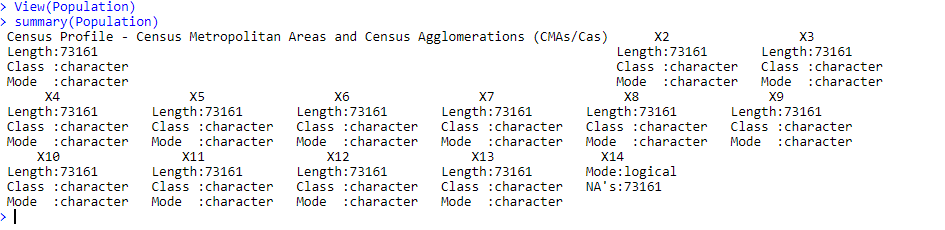 > View(Population)
> summary(Population)
Census Profile - Census Metropolitan Areas and Census Agglomerations (CMAs/Cas) X2 X3
Length:73161 Length:73161 Length:73161
Class :character Class :character Class :character
Mode :character Mode :character Mode :character
X4 X5 X6 X7 X8 X9
Length:73161 Length:73161 Length:73161 Length:73161 Length:73161 Length:73161
Class :character Class :character Class :character Class :character Class :character Class :character
Mode :character Mode :character Mode :character Mode :character Mode :character Mode :character
X10 X11 X12 X13 X14
Length:73161 Length:73161 Length:73161 Length:73161 Mode:logical
Class :character Class :character Class :character Class :character NA's:73161
Mode :character Mode :character Mode :character Mode :character
>